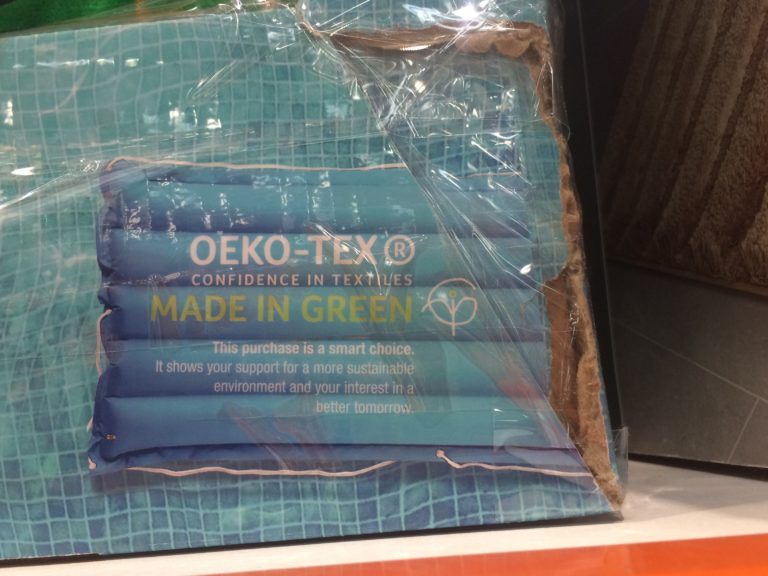 OEKO-TEX®
CONFIDENCE IN TEXTILES
MADE IN GREEN
This purchase is a smart choice.
It shows your support for a more sustainable
environment and your interest in a
better tomorrow.